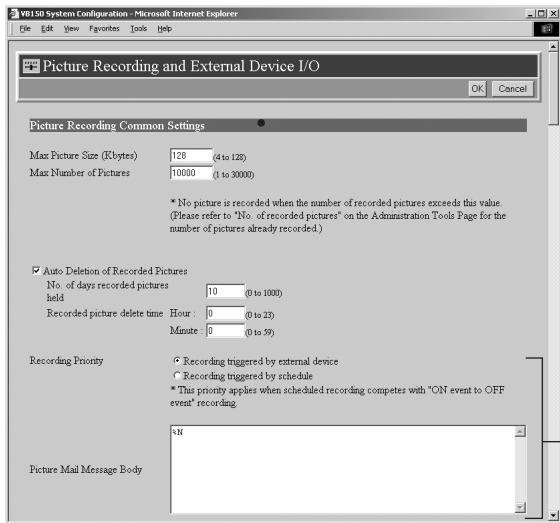 VB150 System Configuration - Microsoft Internet Explorer
File Edit View Favorites Tools Help
Picture Recording and External Device I/O
OK Cancel
Picture Recording Common Settings
Max Picture Size (Kbytes) 128 (4 to 128)
Max Number of Pictures 10000 (1 to 30000)
* No picture is recorded when the number of recorded pictures exceeds this value.
(Please refer to "No. of recorded pictures" on the Administration Tools Page for the
number of pictures already recorded.)
Auto Deletion of Recorded Pictures
No. of days recorded pictures
held 10 (0 to 1000)
Recorded picture delete time Hour : 0 (0 to 23)
Minute : 0 (0 to 59)
Recording Priority Recording triggered by external device
Recording triggered by schedule
* This priority applies when scheduled recording competes with "ON event to OFF
event" recording.
%N
Picture Mail Message Body